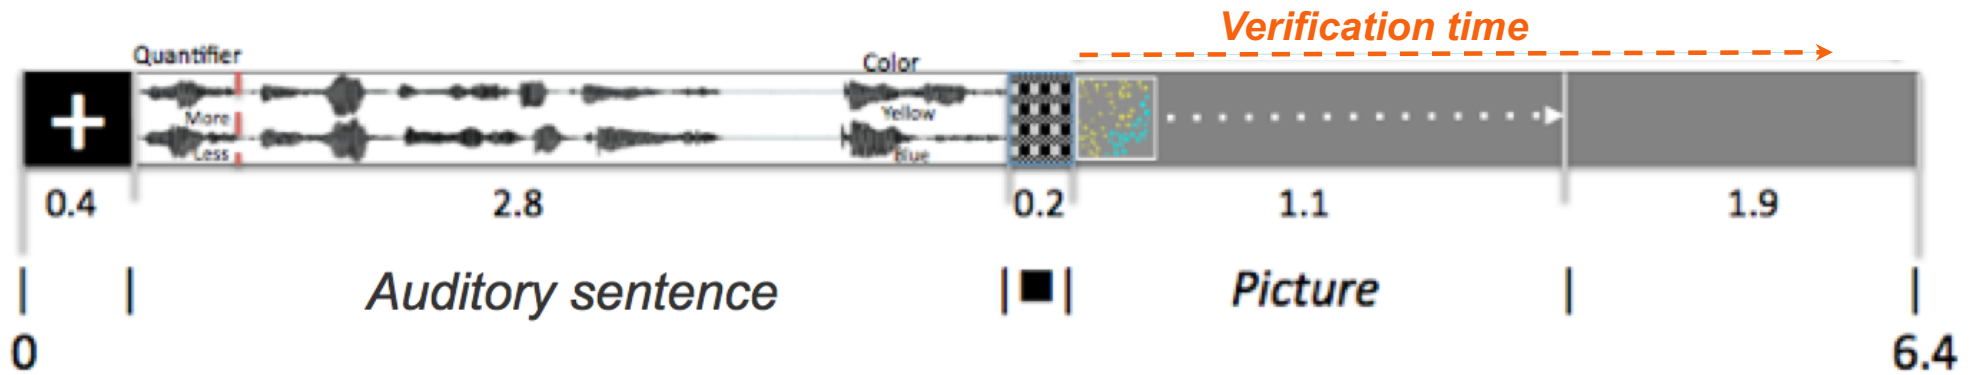 Verification time
Quantifier
Color
More
Yellow
Less
Blue
0.4
2.8
0.2
1.1
1.9
Auditory sentence
Picture
0
6.4